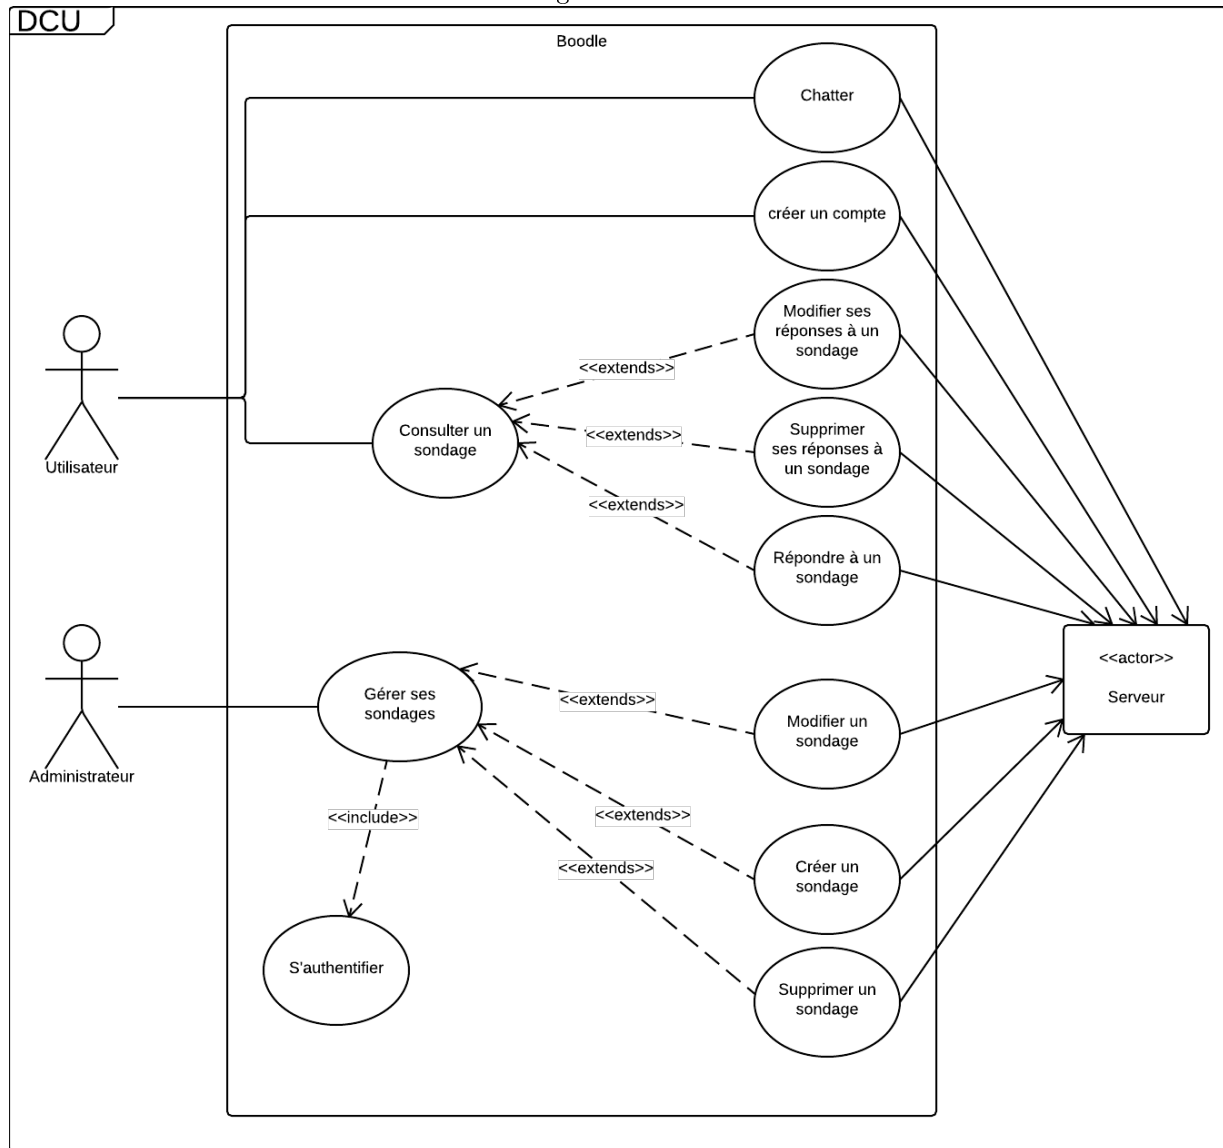 DCU
Boodle
Chatter
créer un compte
Modifier ses
réponses à un
sondage
<<extends>>
Utilisateur
Consulter un
sondage
<<extends>>
Supprimer
ses réponses à
un sondage
<<extends>>
Répondre à un
sondage
<<actor>>
Serveur
Administrateur
Gérer ses
sondages
<<extends>>
Modifier un
sondage
<<include>>
<<extends>>
<<extends>>
Créer un
sondage
S'authentifier
Supprimer un
sondage